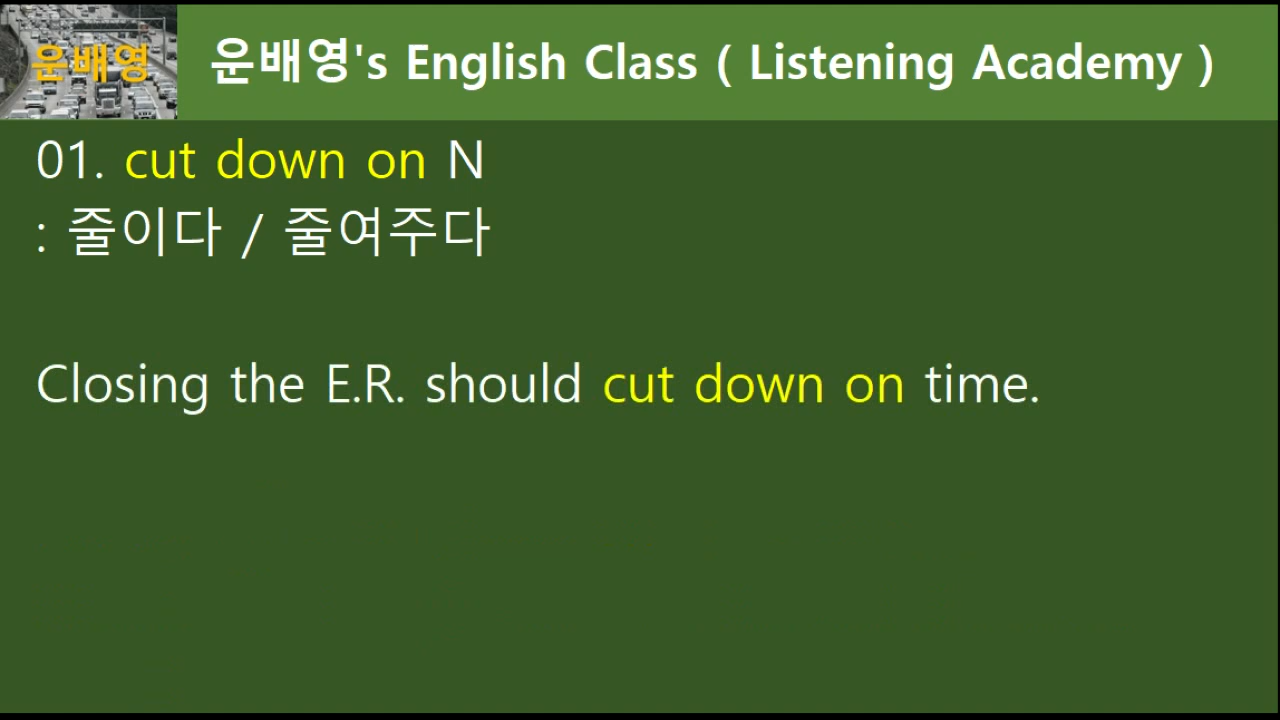 운배영
운배영's English Class ( Listening Academy )
01. cut down on N
: 줄이다 / 줄여주다
Closing the E.R. should cut down on time.